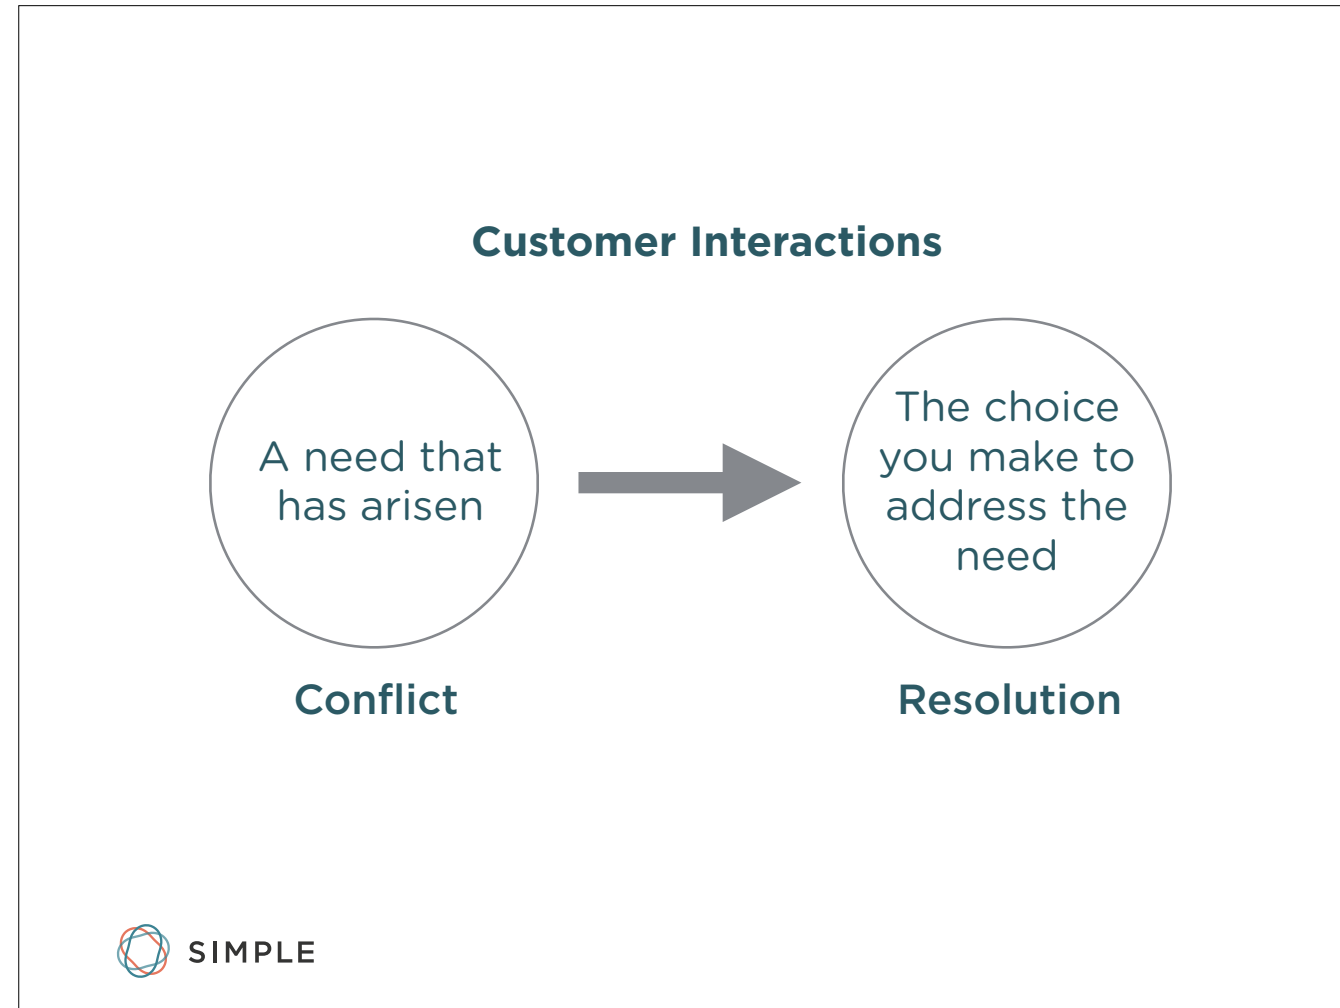 Customer Interactions
A need that
has arisen
The choice
you make to
address the
need
Conflict
Resolution
SIMPLE